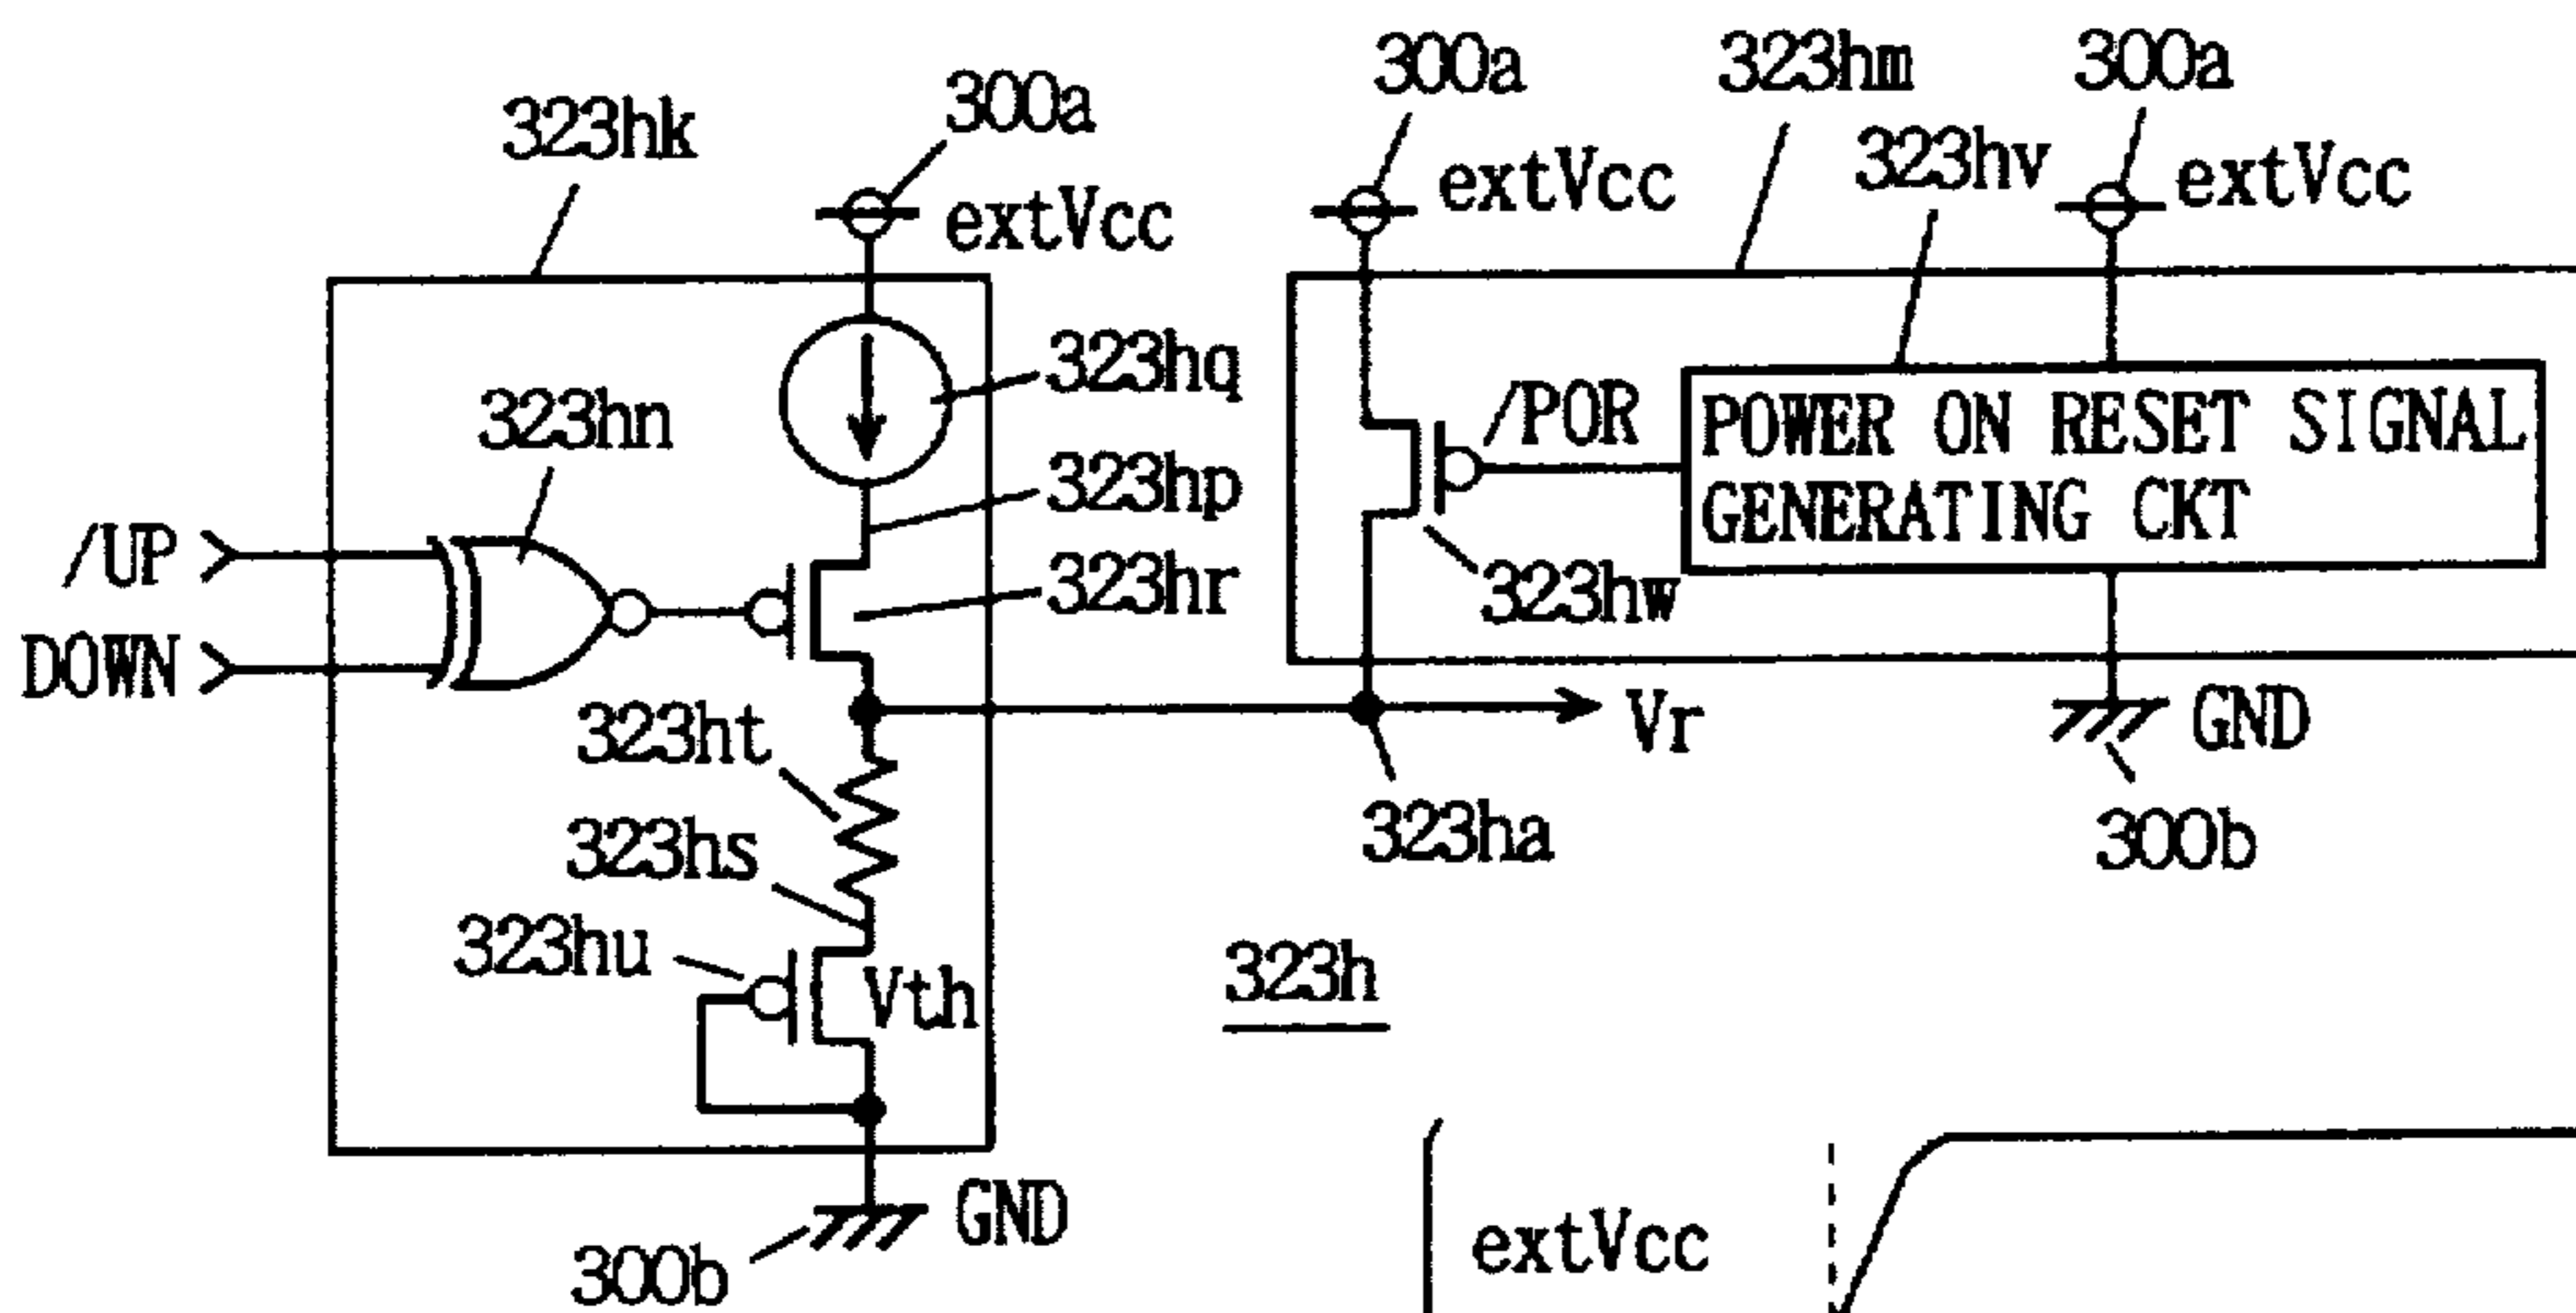 300a
323hm
300a
323hk
300a
extVcc
323hv
extVcc
extVcc
323hq
323hn
/POR
POWER ON RESET SIGNAL
GENERATING CKT
323hp
/UP
323hr
323hw
DOWN
323ht
Vr
GND
323hs
323ha
300b
323hu
Vth
323h
GND
extVcc
300b